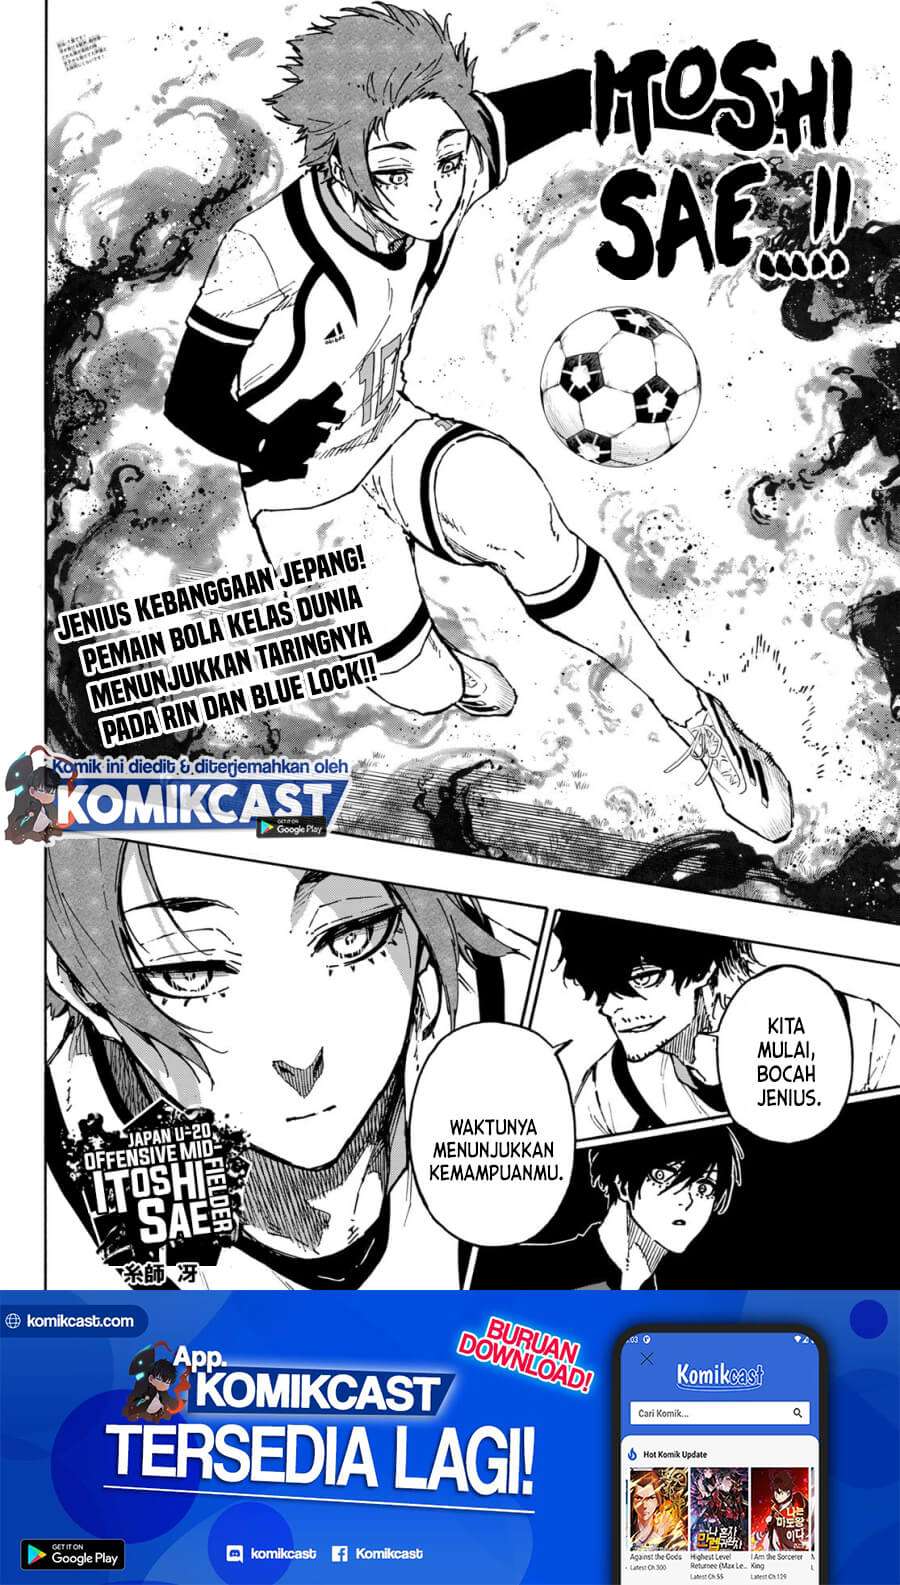 ITOSHI
SAE.....!!
JENIUS KEBANGGAAN JEPANG!
PEMAIN BOLA KELAS DUNIA
MENUNJUKKAN TARINGNYA
PADA RIN DAN BLUE LOCK!!
10
Komik ini diedit & diterjemahkan oleh
KOMIKCAST
GET IT ON
Google Play
KITA
MULAI,
BOCAH
JENIUS.
WAKTUNYA
MENUNJUKKAN
KEMAMPUANMU.
JAPAN U-20
OFFENSIVE MID-
FIELDER
ITOSHI
SAE
糸師 冴
komikcast.com
App.
KOMIKCAST
TERSEDIA LAGI!
BURUAN
DOWNLOAD!
GET IT ON
Google Play
komikcast
Komikcast
:03
Komikcast
Cari Komik...
Hot Komik Update
Against the Gods
Latest Ch.300
Highest Level
Returnee (Max Le
Latest Ch.55
I Am the Sorcerer
King
Latest Ch.129